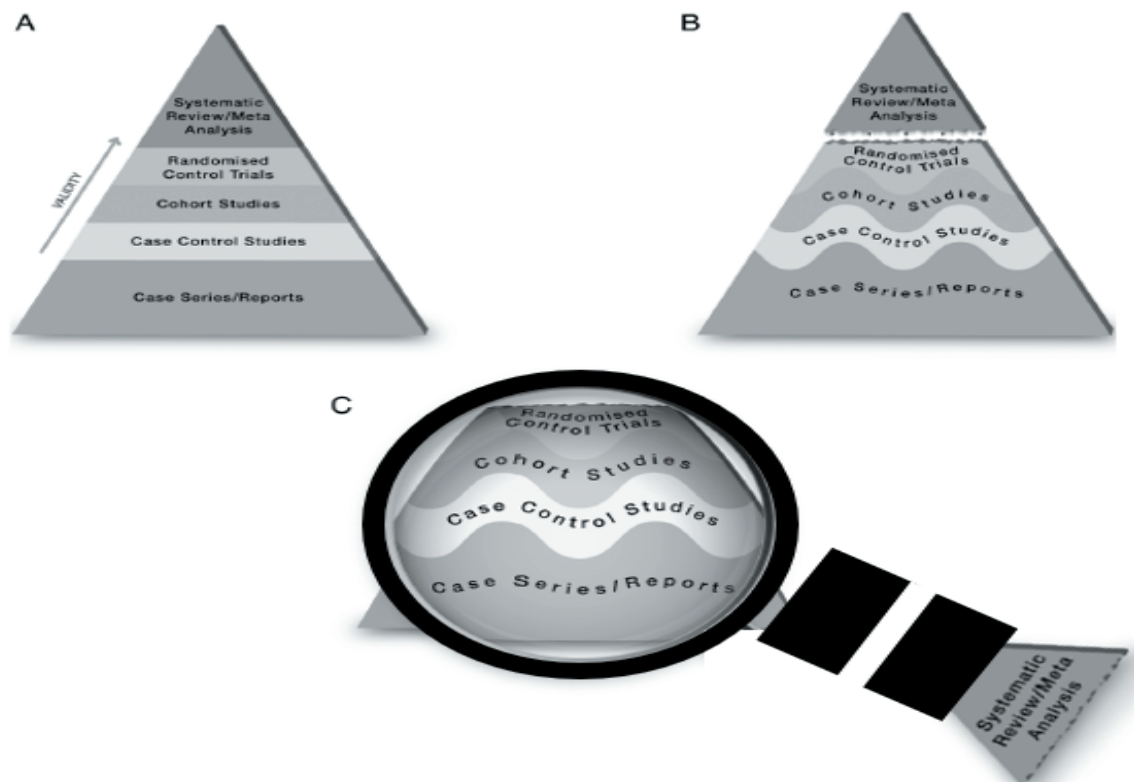 A
Systematic
Review/Meta
Analysis
Randomised
Control Trials
Cohort Studies
Case Control Studies
Case Series/Reports
VALIDITY
B
Systematic
Review/Meta
Analysis
Randomised
Control Trials
Cohort Studies
Case Control Studies
Case Series/Reports
C
Randomised
Control Trials
Cohort Studies
Case Control Studies
Case Series/Reports
Systematic
Review/Meta
Analysis